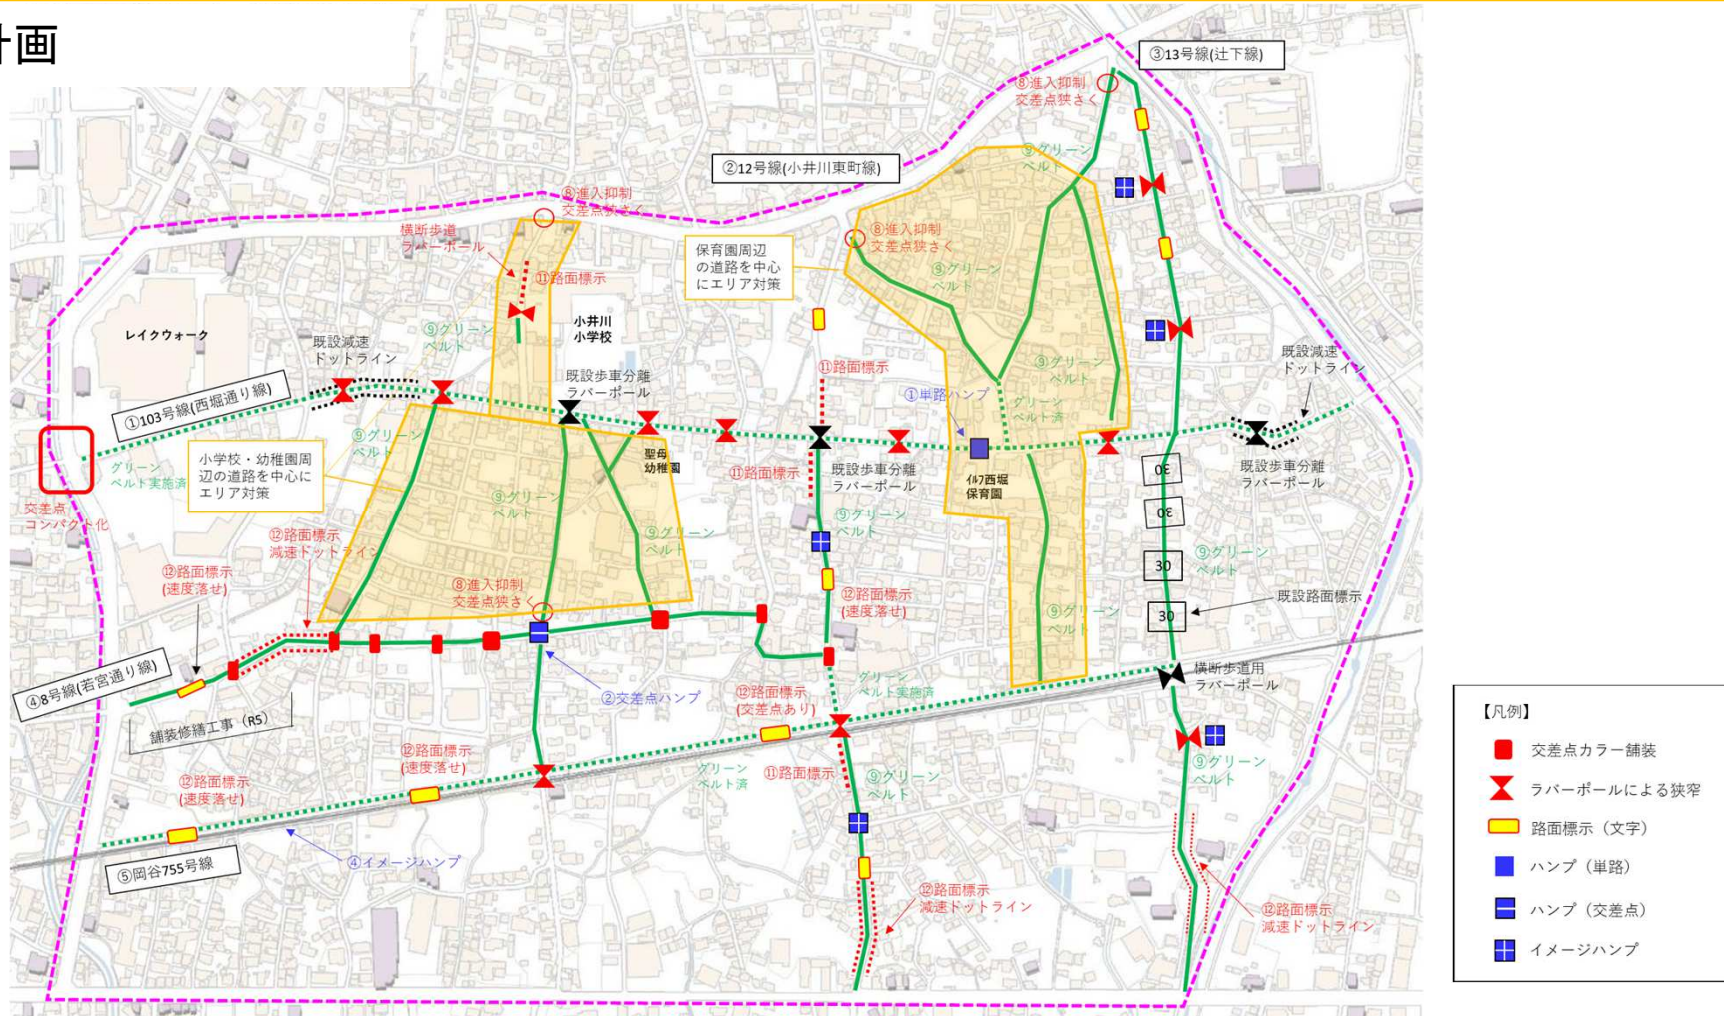 計画
③13号線(辻下線)
⑧進入抑制
交差点狭さく
②12号線(小井川東町線)
⑨グリーン
ベルト
⑧進入抑制
交差点狭さく
横断歩道
ラバーポール
⑪路面標示
⑧進入抑制
交差点狭さく
保育園周辺
の道路を中心
にエリア対策
⑨グリーン
ベルト
レイクウォーク
既設減速
ドットライン
⑨グリーン
ベルト
小井川
小学校
既設歩車分離
ラバーポール
⑪路面標示
①単路ハンプ
⑨グリーン
ベルト
グリーン
ベルト済
既設減速
ドットライン
①103号線(西堀通り線)
⑨グリーン
ベルト
小学校・幼稚園周
辺の道路を中心に
エリア対策
グリーン
ベルト実施済
交差点
コンパクト化
聖母
幼稚園
⑪路面標示
既設歩車分離
ラバーポール
ｲﾙﾌ西堀
保育園
既設歩車分離
ラバーポール
30
30
30
30
⑨グリーン
ベルト
⑨グリーン
ベルト
⑨グリーン
ベルト
⑨グリーン
ベルト
既設路面標示
⑫路面標示
減速ドットライン
⑫路面標示
(速度落せ)
⑧進入抑制
交差点狭さく
⑫路面標示
(速度落せ)
⑨グリーン
ベルト
④8号線(若宮通り線)
舗装修繕工事（R5）
②交差点ハンプ
⑫路面標示
(交差点あり)
グリーン
ベルト実施済
横断歩道用
ラバーポール
⑫路面標示
(速度落せ)
⑫路面標示
(速度落せ)
グリーン
ベルト済
⑪路面標示
⑨グリーン
ベルト
⑨グリーン
ベルト
④イメージハンプ
⑤岡谷755号線
⑫路面標示
減速ドットライン
⑫路面標示
減速ドットライン
【凡例】
交差点カラー舗装
ラバーポールによる狭窄
路面標示（文字）
ハンプ（単路）
ハンプ（交差点）
イメージハンプ